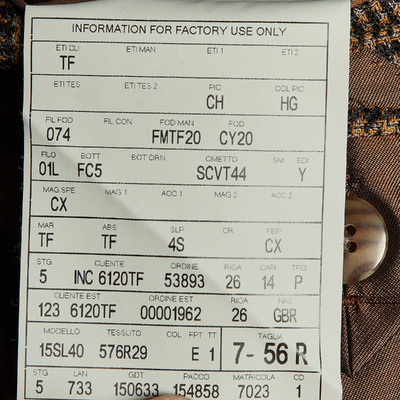 INFORMATION FOR FACTORY USE ONLY
ETI CLI ETI MAN ETI 1 ETI 2
TF
ETI TES ETI TES 2 PIC COL PIC
CH HG
FIL FOD FIL CON FOD MAN FOD
074 FMTF20 CY20
FILO BOTT BOT DRN OMETTO SM EDI
01L FC5 SCVT44 Y
MAG SPE MAG 1 ACC 1 MAG 2 ACC 2
CX
MAR ABS SLP CR FBP
TF TF 4S CX
STG CLIENTE ORDINE RIGA CARI TPO
5 INC 6120TF 53893 26 14 P
CLIENTE EST ORDINE EST RIGA NAZ
123 6120TF 00001962 26 GBR
MODELLO TESSUTO COL FPT TT TAGLIA
15SL40 576R29 E 1 7- 56 R
STG LAN GDT PACCO MATRICOLA CD
5 733 150633 154858 7023 1